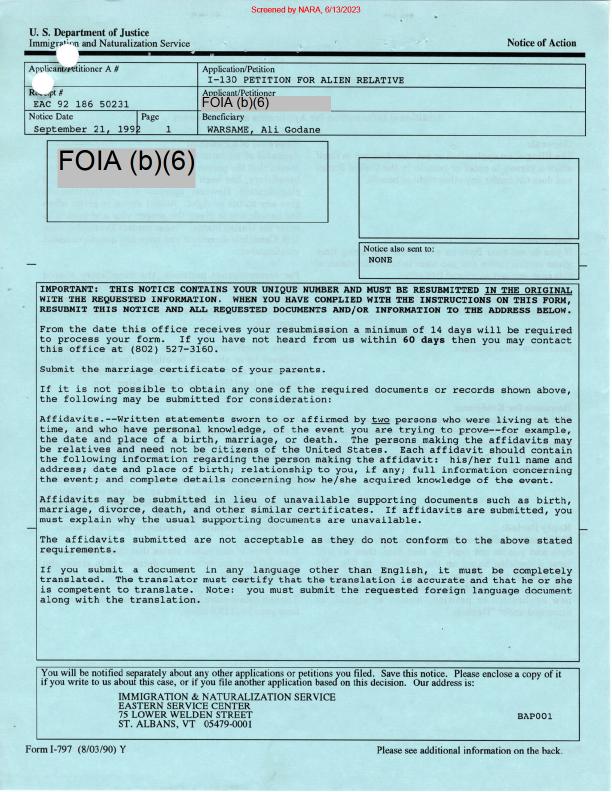 Screened by NARA, 6/13/2023
U. S. Department of Justice
Immigration and Naturalization Service
Notice of Action
Applicant/Petitioner A #
Application/Petition
I-130 PETITION FOR ALIEN RELATIVE
Receipt #
EAC 92 186 50231
Applicant/Petitioner
FOIA (b)(6)
Notice Date
September 21, 1992
Page
1
Beneficiary
WARSAME, Ali Godane
FOIA (b)(6)
Notice also sent to:
NONE
IMPORTANT: THIS NOTICE CONTAINS YOUR UNIQUE NUMBER AND MUST BE RESUBMITTED IN THE ORIGINAL
WITH THE REQUESTED INFORMATION. WHEN YOU HAVE COMPLIED WITH THE INSTRUCTIONS ON THIS FORM,
RESUBMIT THIS NOTICE AND ALL REQUESTED DOCUMENTS AND/OR INFORMATION TO THE ADDRESS BELOW.
From the date this office receives your resubmission a minimum of 14 days will be required
to process your form. If you have not heard from us within 60 days then you may contact
this office at (802) 527-3160.
Submit the marriage certificate of your parents.
If it is not possible to obtain any one of the required documents or records shown above,
the following may be submitted for consideration:
Affidavits.--Written statements sworn to or affirmed by two persons who were living at the
time, and who have personal knowledge, of the event you are trying to prove--for example,
the date and place of a birth, marriage, or death. The persons making the affidavits may
be relatives and need not be citizens of the United States. Each affidavit should contain
the following information regarding the person making the affidavit: his/her full name and
address; date and place of birth; relationship to you, if any; full information concerning
the event; and complete details concerning how he/she acquired knowledge of the event.
Affidavits may be submitted in lieu of unavailable supporting documents such as birth,
marriage, divorce, death, and other similar certificates. If affidavits are submitted, you
must explain why the usual supporting documents are unavailable.
The affidavits submitted are not acceptable as they do not conform to the above stated
requirements.
If you submit a document in any language other than English, it must be completely
translated. The translator must certify that the translation is accurate and that he or she
is competent to translate. Note: you must submit the requested foreign language document
along with the translation.
You will be notified separately about any other applications or petitions you filed. Save this notice. Please enclose a copy of it
if you write to us about this case, or if you file another application based on this decision. Our address is:
IMMIGRATION & NATURALIZATION SERVICE
EASTERN SERVICE CENTER
75 LOWER WELDEN STREET
ST. ALBANS, VT 05479-0001
BAP001
Form I-797 (8/03/90) Y
Please see additional information on the back.